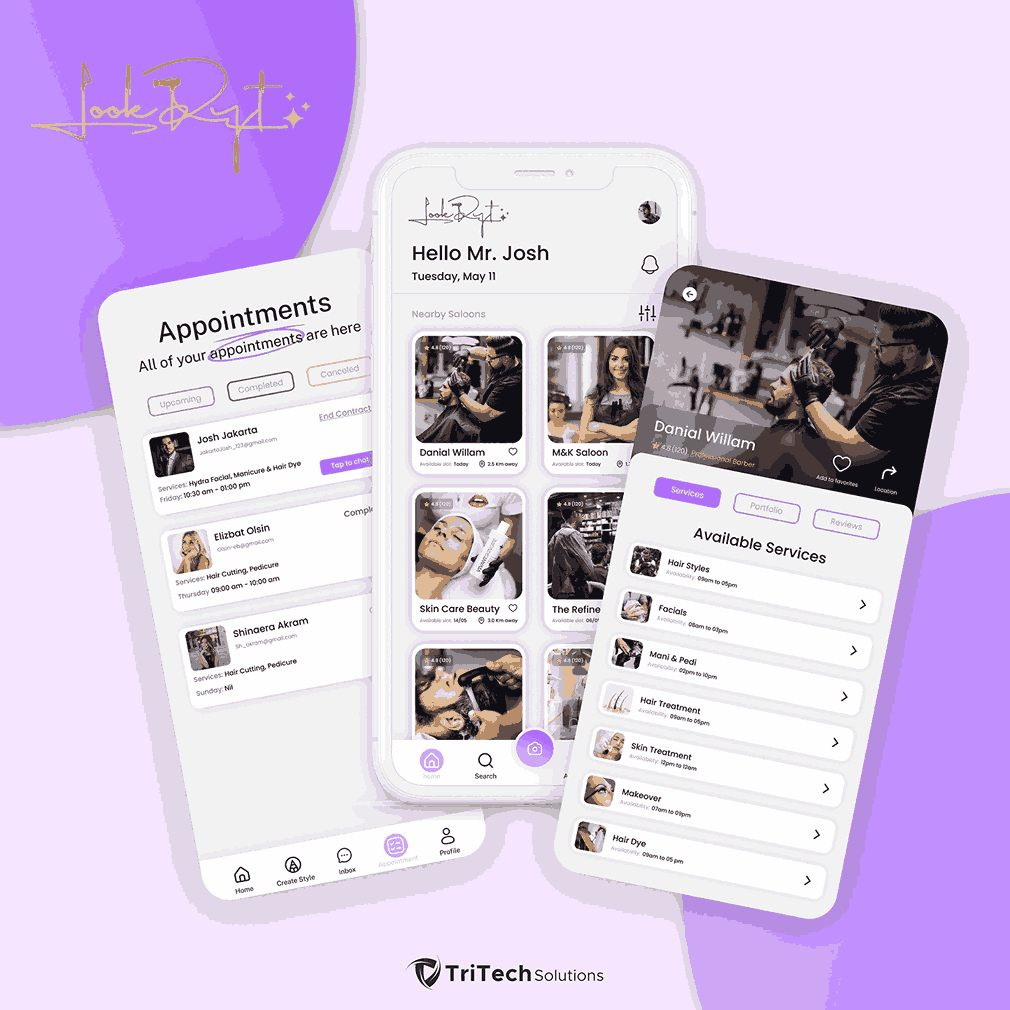 Look Ryt
Look Ryt
Hello Mr. Josh
Tuesday, May 11
Nearby Saloons
4.8 (120)
Danial Willam
Available slot: Today
2.5 Km away
4.8 (120)
M&K Saloon
Available slot: Today
4.8 (120)
Skin Care Beauty
Available slot: 14/05
3.0 Km away
4.8 (120)
The Refine
4.8 (120)
4.8 (120)
Home
Search
Appointments
All of your appointments are here
Upcoming
Completed
Canceled
Josh Jakarta
JakartaJosh_123@gmail.com
End Contract
Services: Hydra Facial, Manicure & Hair Dye
Friday: 10:30 am - 01:00 pm
Tap to chat
Elizbat Olsin
Olsin-eb@gmail.com
Comple
Services: Hair Cutting, Pedicure
Thursday 09:00 am - 10:00 am
Shinaera Akram
Sh_akram@gmail.com
Services: Hair Cutting, Pedicure
Sunday: Nil
Home
Create Style
Inbox
Appointment
Profile
Danial Willam
4.8 (120) Professional Barber
Add to favorites
Location
Services
Portfolio
Reviews
Available Services
Hair Styles
Availability: 09am to 05pm
Facials
Availability: 08am to 03pm
Mani & Pedi
Availability: 02pm to 10pm
Hair Treatment
Availability: 09am to 05pm
Skin Treatment
Availability: 12pm to 12am
Makeover
Availability: 07am to 09pm
Hair Dye
Availability: 09am to 05 pm
TriTech Solutions